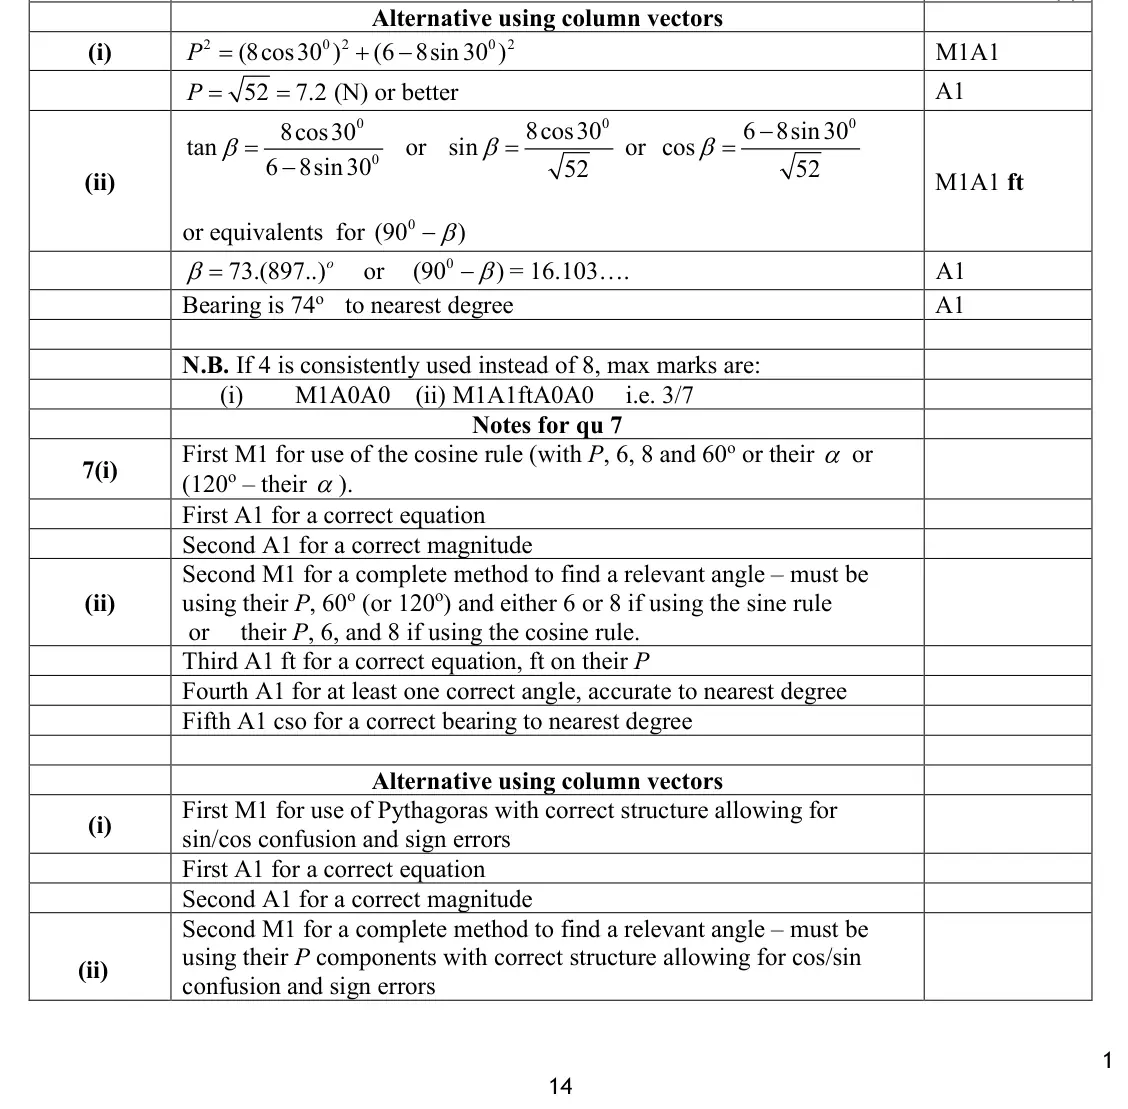 Alternative using column vectors
(i) P² = (8cos30⁰)² + (6 − 8sin30⁰)² M1A1
P = √52 = 7.2 (N) or better A1
(ii) tan β = 8cos30⁰ / (6 − 8sin30⁰) or sin β = 8cos30⁰ / √52 or cos β = (6 − 8sin30⁰) / √52 M1A1 ft
or equivalents for (90⁰ − β)
β = 73.(897..)ᵒ or (90⁰ − β) = 16.103…. A1
Bearing is 74º to nearest degree A1
N.B. If 4 is consistently used instead of 8, max marks are:
(i) M1A0A0 (ii) M1A1ftA0A0 i.e. 3/7
Notes for qu 7
7(i) First M1 for use of the cosine rule (with P, 6, 8 and 60º or their α or
(120º – their α ).
First A1 for a correct equation
Second A1 for a correct magnitude
(ii) Second M1 for a complete method to find a relevant angle – must be
using their P, 60º (or 120º) and either 6 or 8 if using the sine rule
or their P, 6, and 8 if using the cosine rule.
Third A1 ft for a correct equation, ft on their P
Fourth A1 for at least one correct angle, accurate to nearest degree
Fifth A1 cso for a correct bearing to nearest degree
Alternative using column vectors
(i) First M1 for use of Pythagoras with correct structure allowing for
sin/cos confusion and sign errors
First A1 for a correct equation
Second A1 for a correct magnitude
(ii) Second M1 for a complete method to find a relevant angle – must be
using their P components with correct structure allowing for cos/sin
confusion and sign errors
1
14